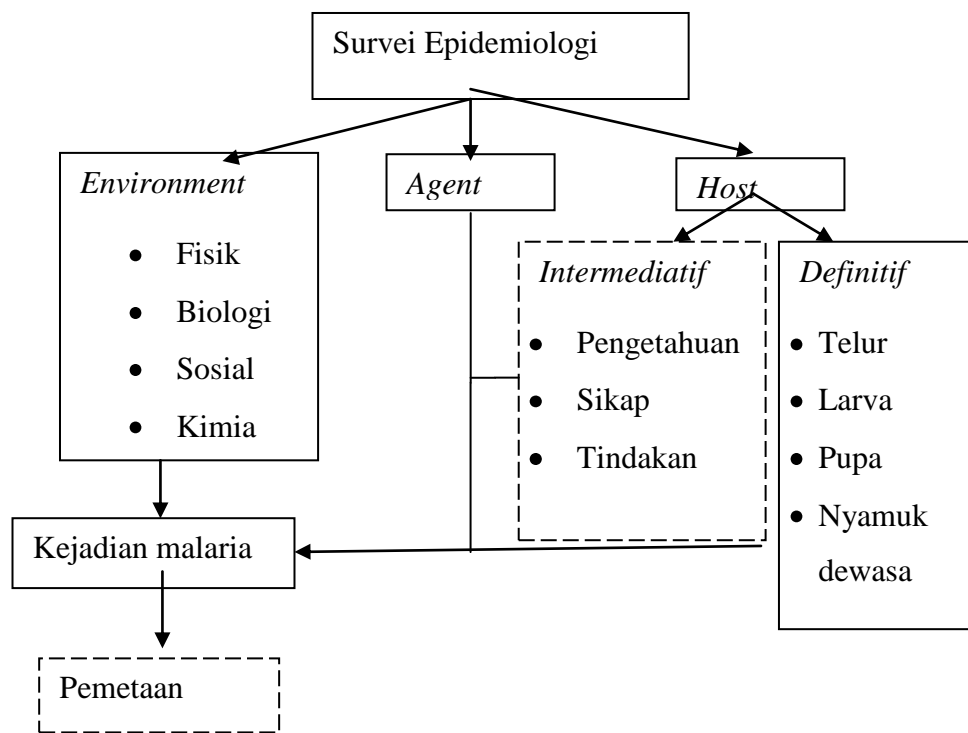 Survei Epidemiologi
Environment
• Fisik
• Biologi
• Sosial
• Kimia
Agent
Host
Intermediatif
• Pengetahuan
• Sikap
• Tindakan
Definitif
• Telur
• Larva
• Pupa
• Nyamuk
dewasa
Kejadian malaria
Pemetaan